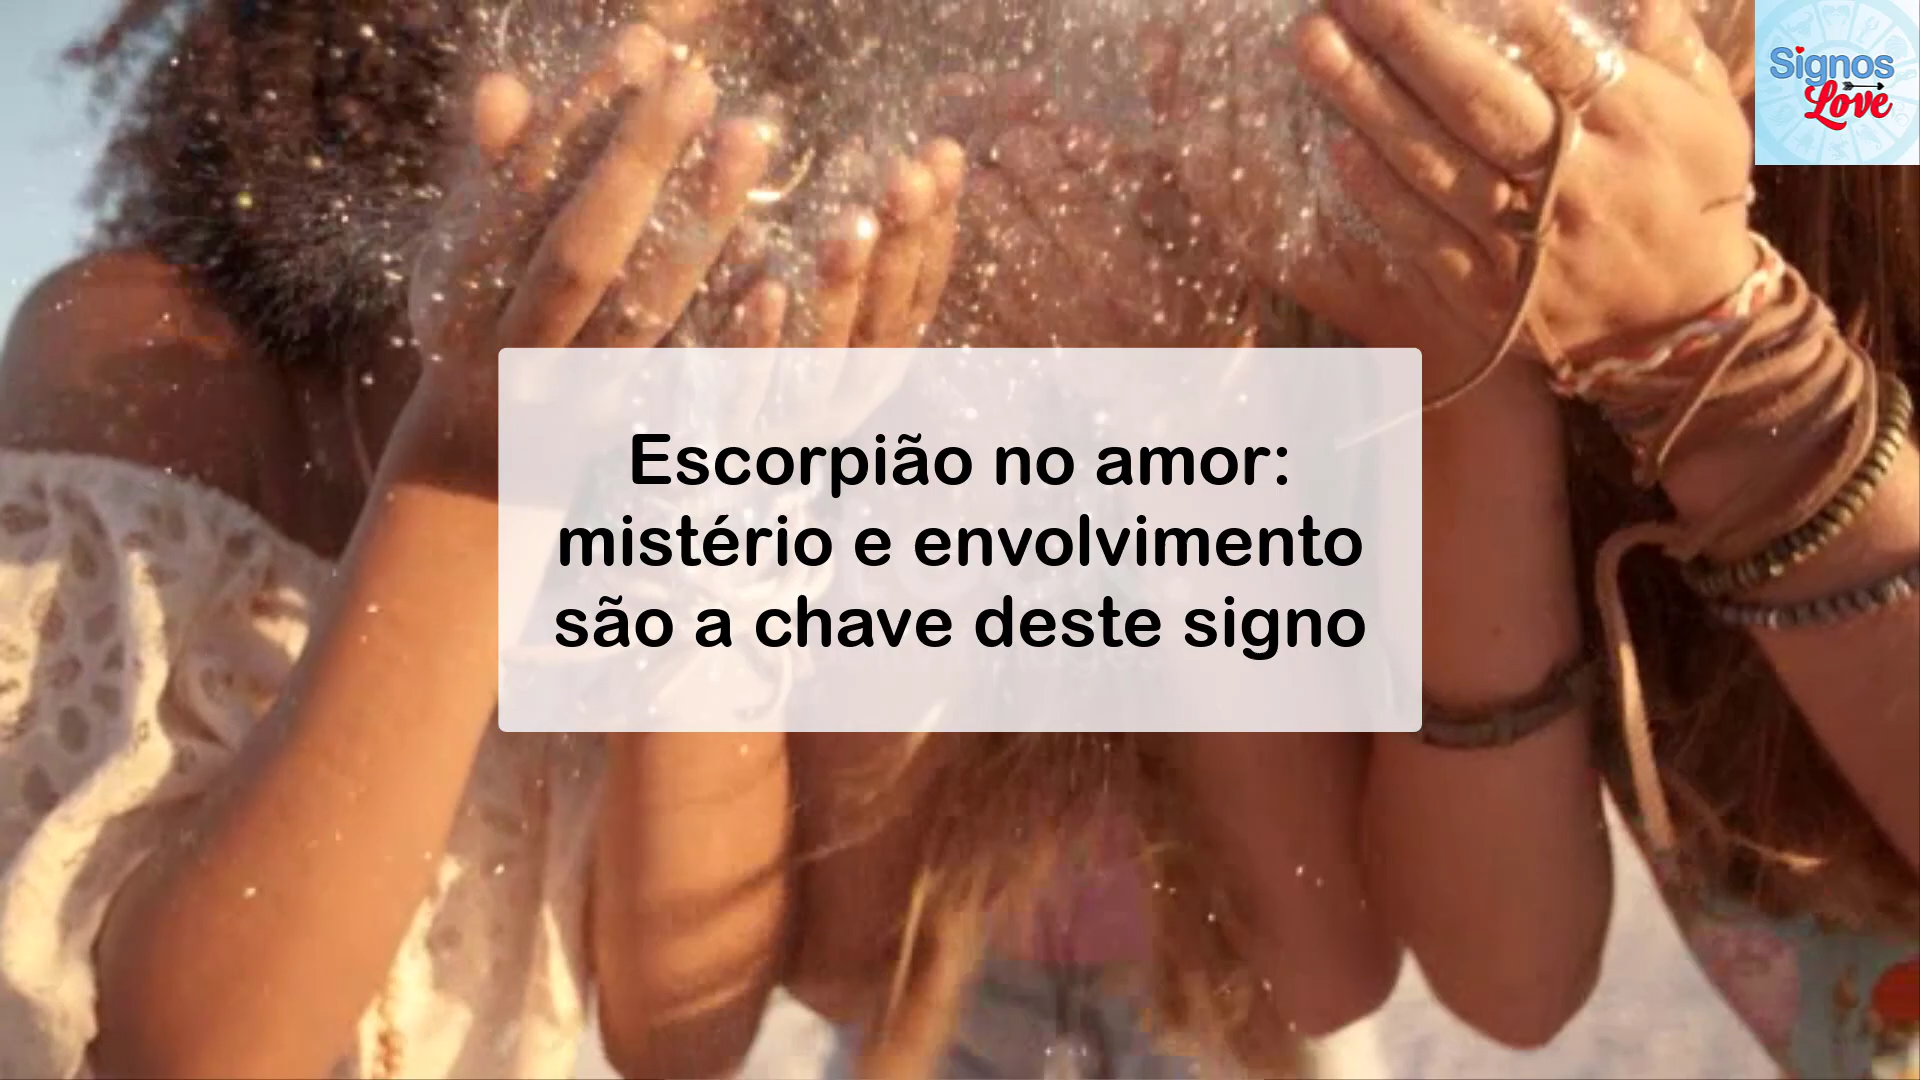 Signos
Love
Escorpião no amor:
mistério e envolvimento
são a chave deste signo